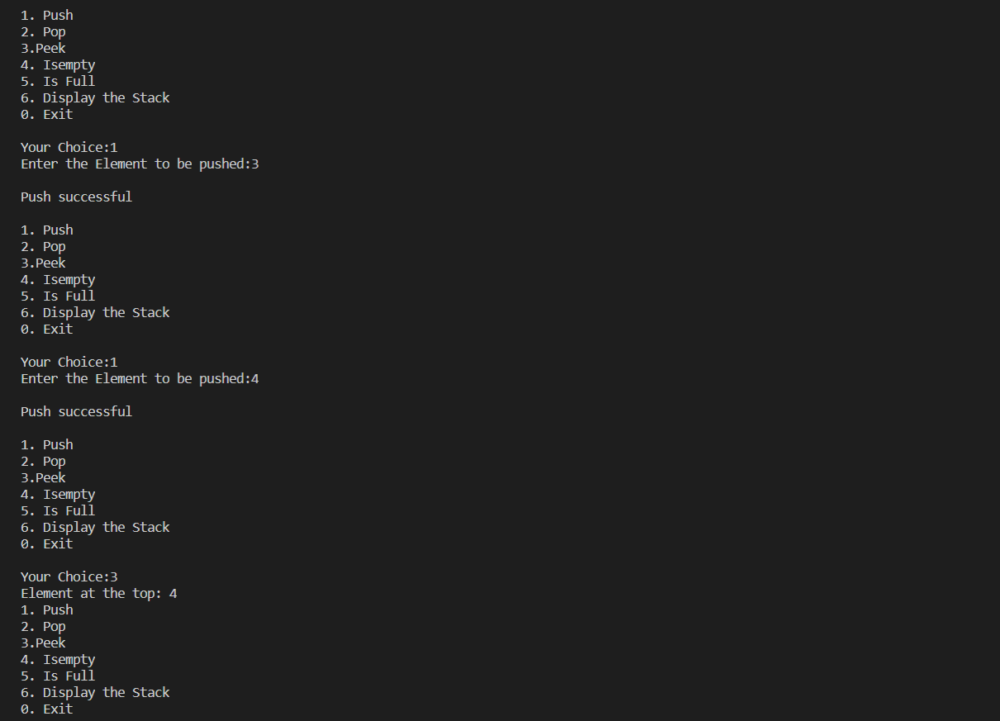 1. Push
2. Pop
3.Peek
4. Isempty
5. Is Full
6. Display the Stack
0. Exit
Your Choice:1
Enter the Element to be pushed:3
Push successful
1. Push
2. Pop
3.Peek
4. Isempty
5. Is Full
6. Display the Stack
0. Exit
Your Choice:1
Enter the Element to be pushed:4
Push successful
1. Push
2. Pop
3.Peek
4. Isempty
5. Is Full
6. Display the Stack
0. Exit
Your Choice:3
Element at the top: 4
1. Push
2. Pop
3.Peek
4. Isempty
5. Is Full
6. Display the Stack
0. Exit